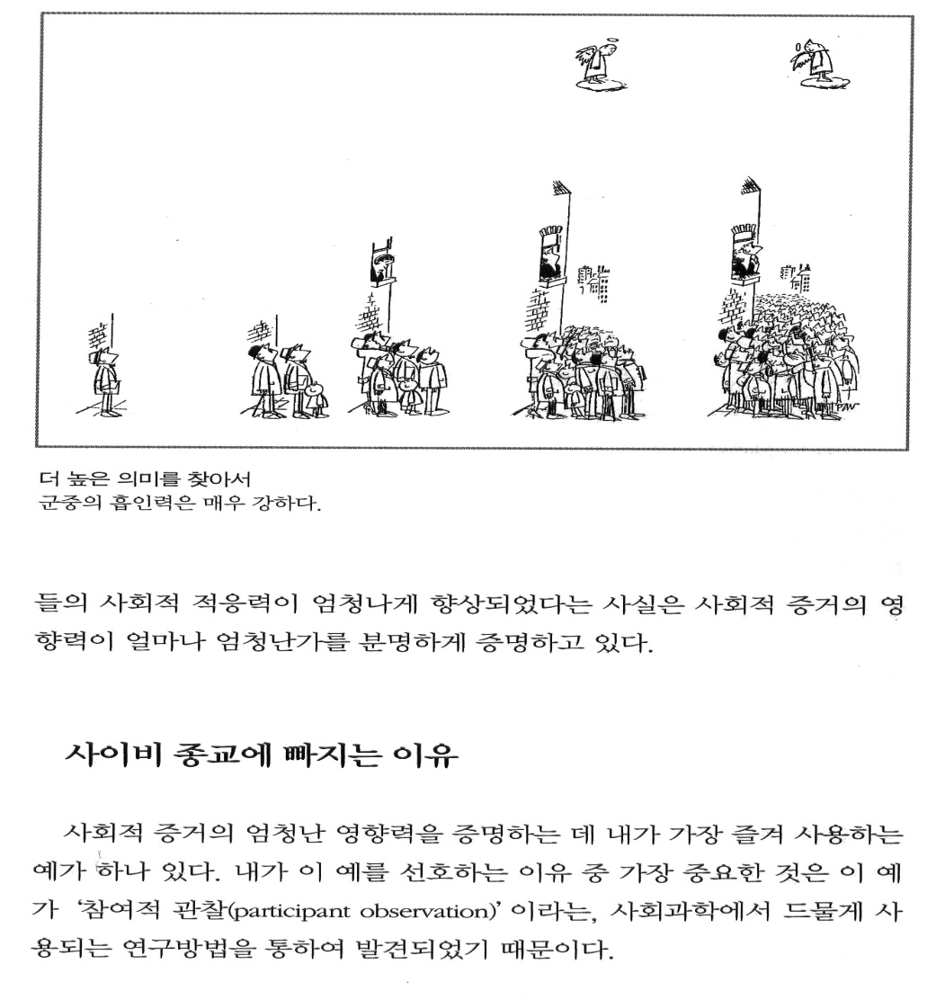 더 높은 의미를 찾아서
군중의 흡인력은 매우 강하다.
들의 사회적 적응력이 엄청나게 향상되었다는 사실은 사회적 증거의 영
향력이 얼마나 엄청난가를 분명하게 증명하고 있다.
사이비 종교에 빠지는 이유
사회적 증거의 엄청난 영향력을 증명하는 데 내가 가장 즐겨 사용하는
예가 하나 있다. 내가 이 예를 선호하는 이유 중 가장 중요한 것은 이 예
가 ‘참여적 관찰(participant observation)’이라는, 사회과학에서 드물게 사
용되는 연구방법을 통하여 발견되었기 때문이다.